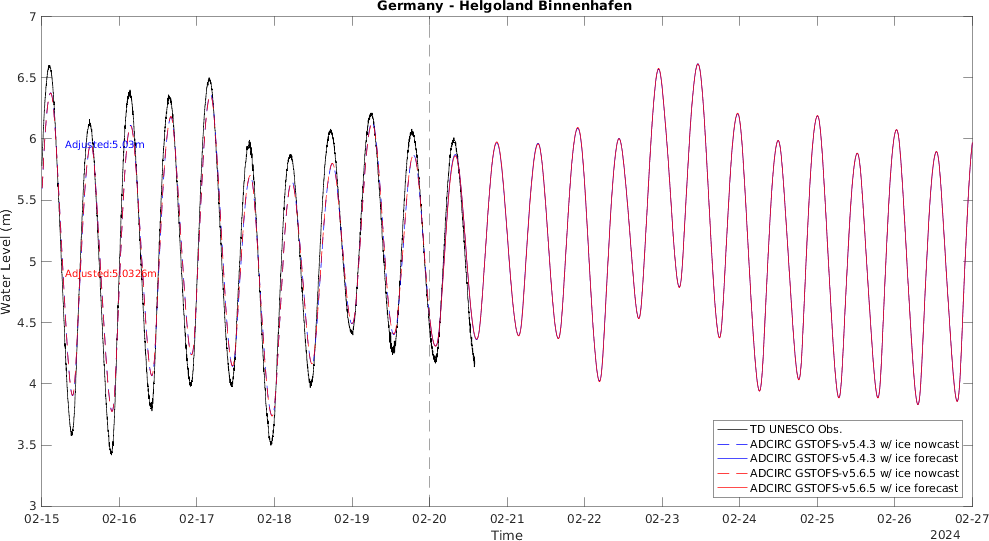 Germany - Helgoland Binnenhafen
7
6.5
6
5.5
5
4.5
4
3.5
3
Water Level (m)
Adjusted:5.03m
Adjusted:5.0326m
TD UNESCO Obs.
ADCIRC GSTOFS-v5.4.3 w/ ice nowcast
ADCIRC GSTOFS-v5.4.3 w/ ice forecast
ADCIRC GSTOFS-v5.6.5 w/ ice nowcast
ADCIRC GSTOFS-v5.6.5 w/ ice forecast
02-15 02-16 02-17 02-18 02-19 02-20 02-21 02-22 02-23 02-24 02-25 02-26 02-27
Time
2024